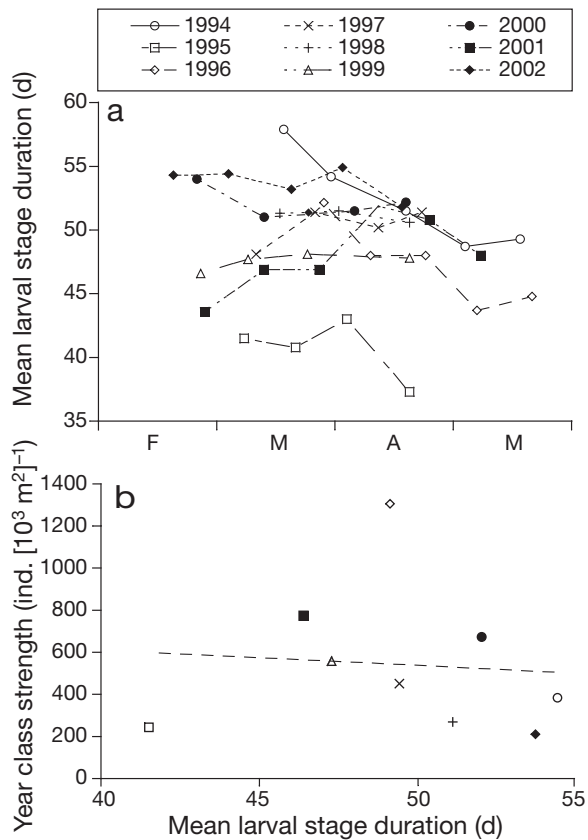 1994 1997 2000
1995 1998 2001
1996 1999 2002
a
Mean larval stage duration (d)
60
55
50
45
40
35
F M A M
b
Year class strength (ind. [10³ m²]⁻¹)
1400
1200
1000
800
600
400
200
0
40 45 50 55
Mean larval stage duration (d)